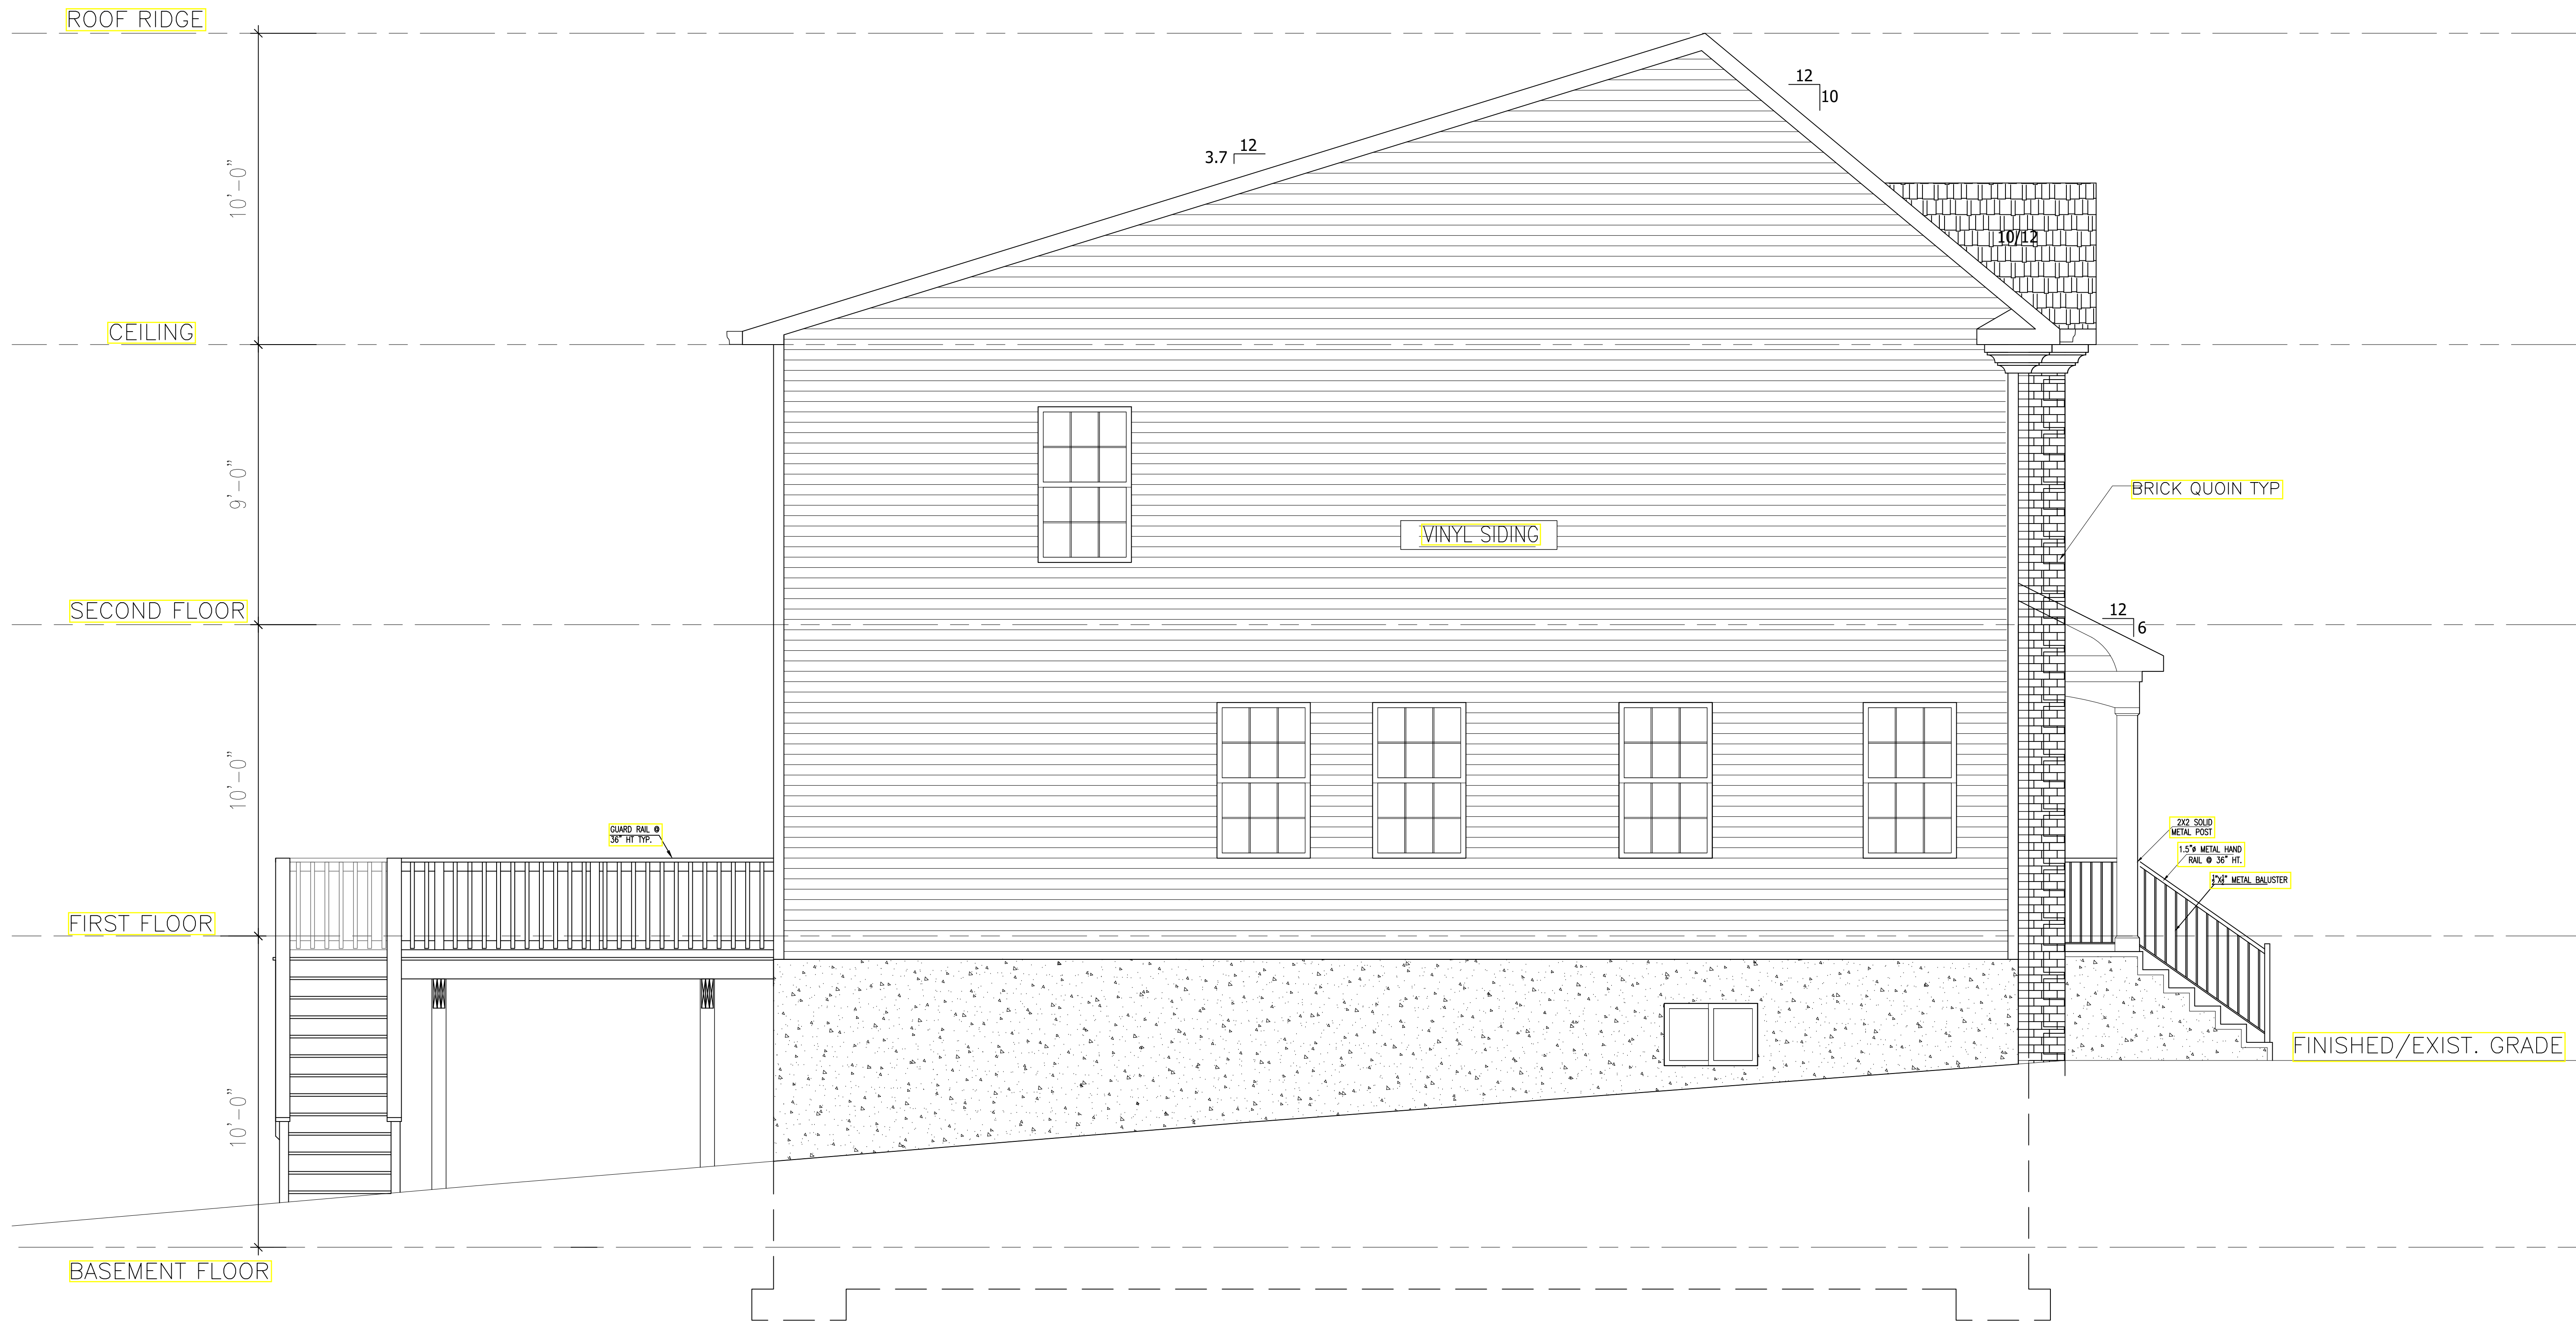 ROOF RIDGE
12
10
10'-0"
12
3.7
10/12
CEILING
9'-0"
BRICK QUOIN TYP
VINYL SIDING
SECOND FLOOR
12
6
10'-0"
GUARD RAIL @
36" HT TYP.
2X2 SOLID
METAL POST
1.5"ø METAL HAND
RAIL @ 36" HT.
METAL BALUSTER
FIRST FLOOR
FINISHED/EXIST. GRADE
10'-0"
BASEMENT FLOOR